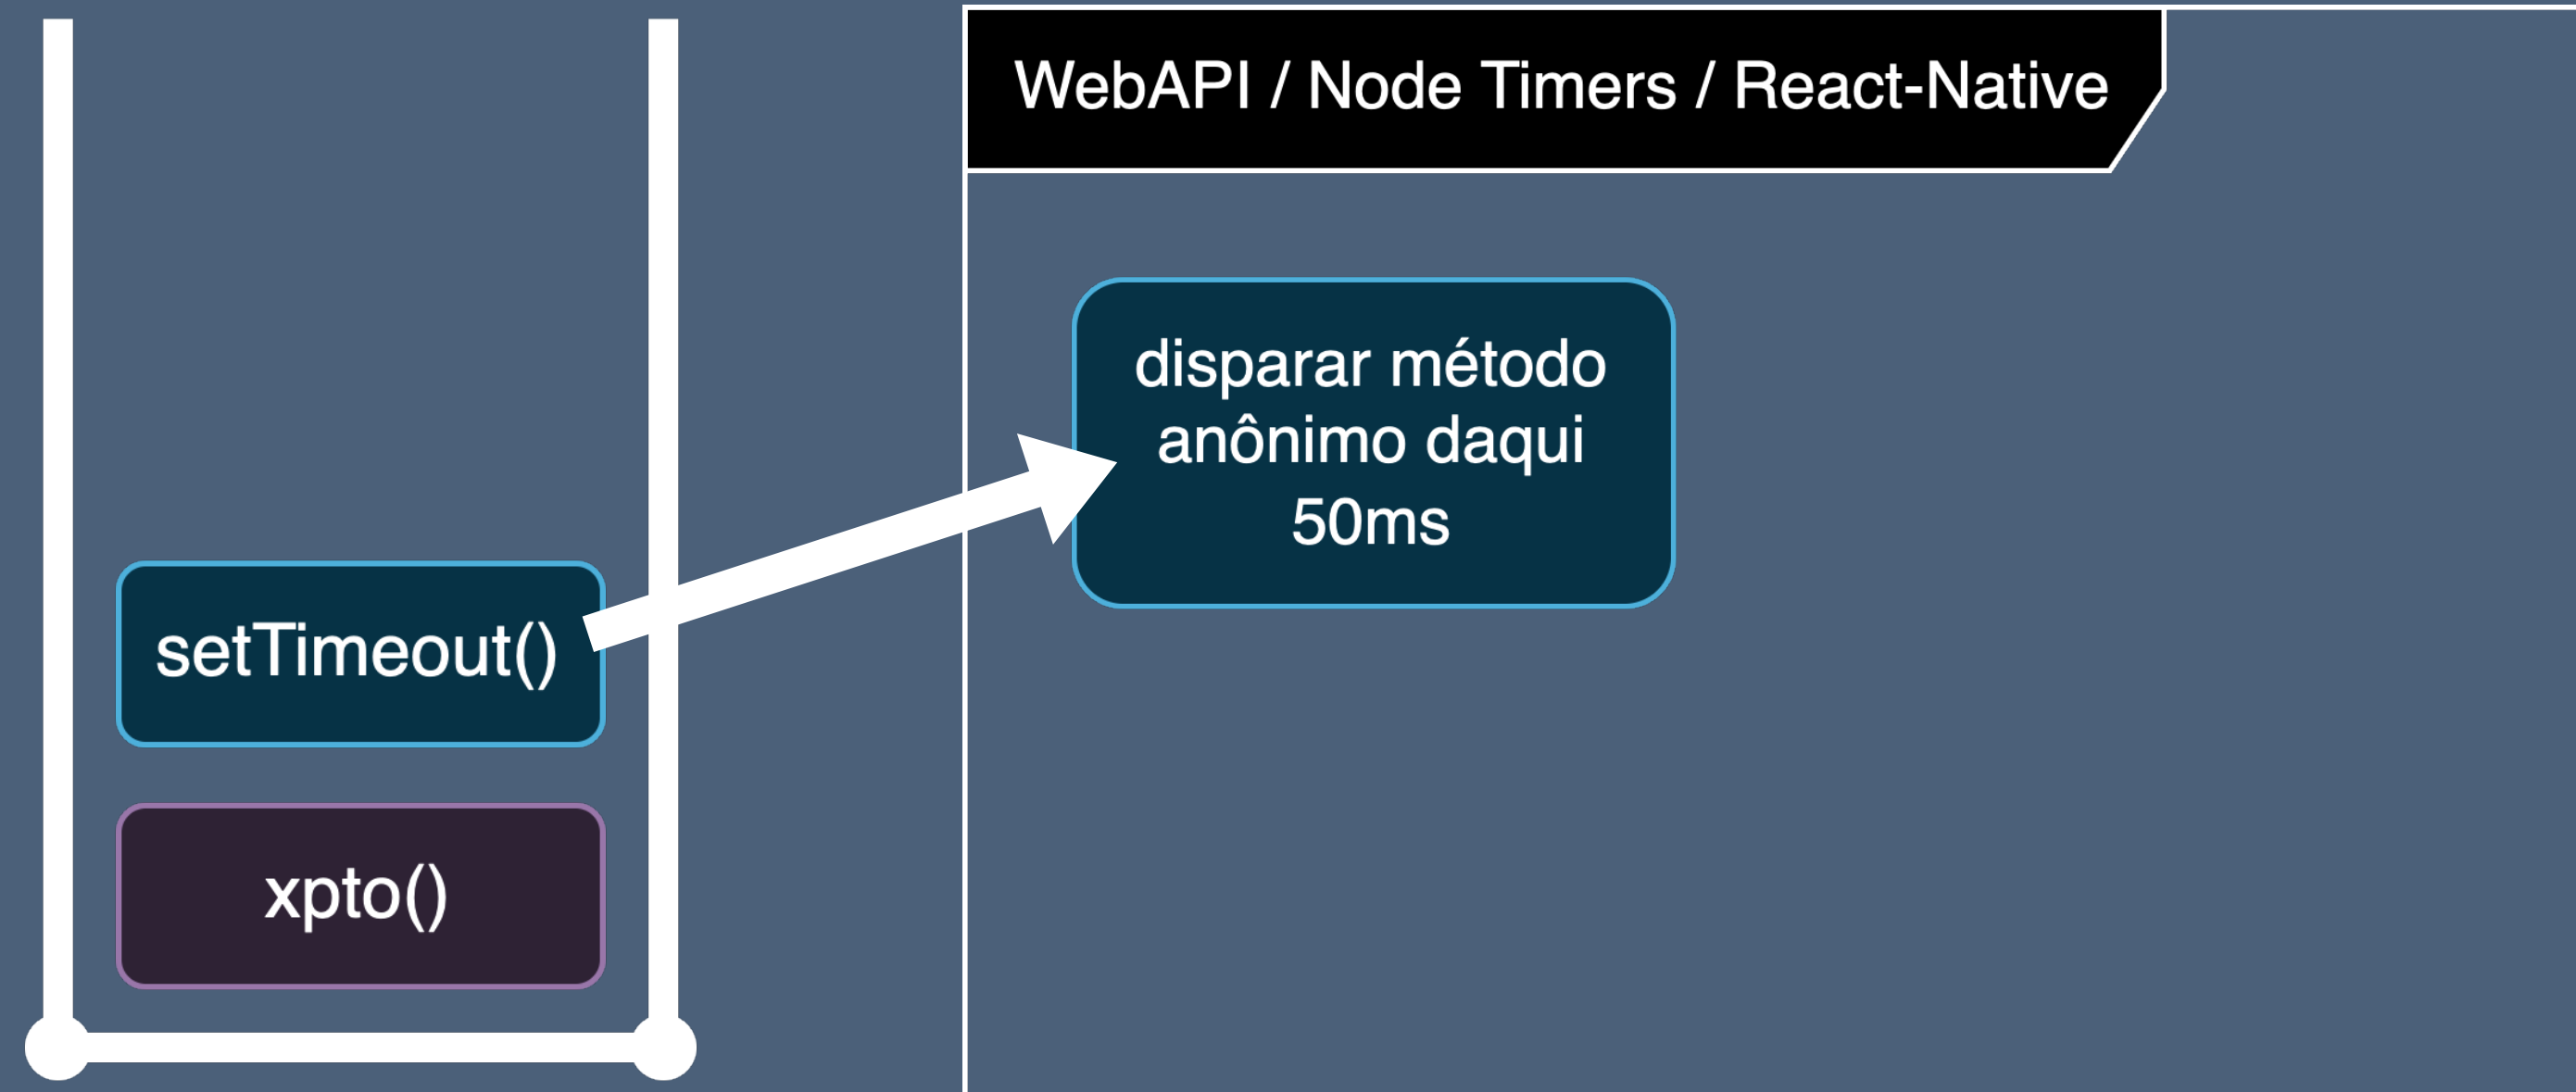 WebAPI / Node Timers / React-Native
disparar método
anônimo daqui
50ms
setTimeout()
xpto()